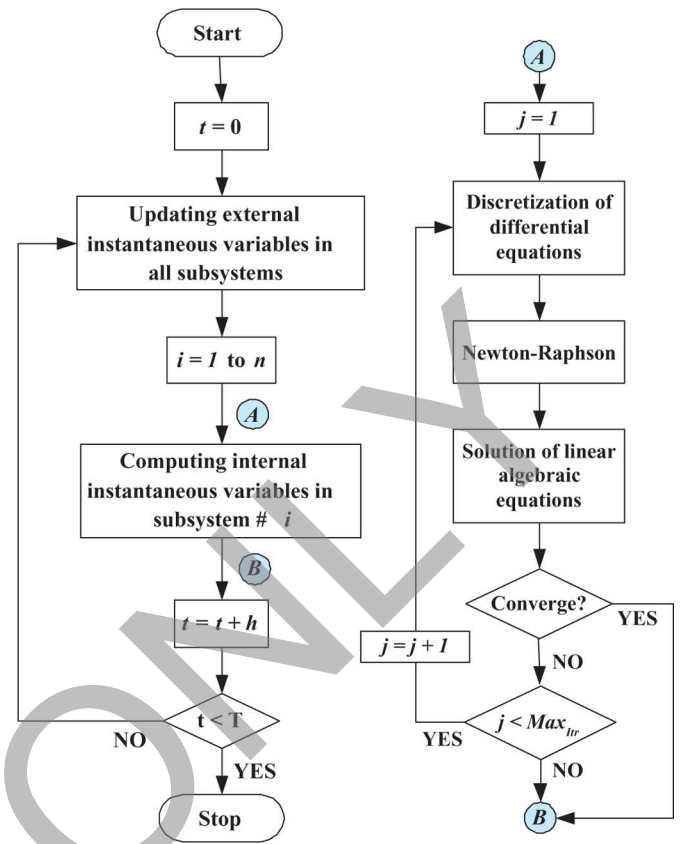 Start
t = 0
Updating external
instantaneous variables in
all subsystems
i = 1 to n
A
Computing internal
instantaneous variables in
subsystem # i
B
t = t + h
t < T
NO
YES
Stop
A
j = 1
Discretization of
differential
equations
Newton-Raphson
Solution of linear
algebraic
equations
Converge?
YES
j = j + 1
NO
j < Max_Itr
YES
NO
B
ONLY